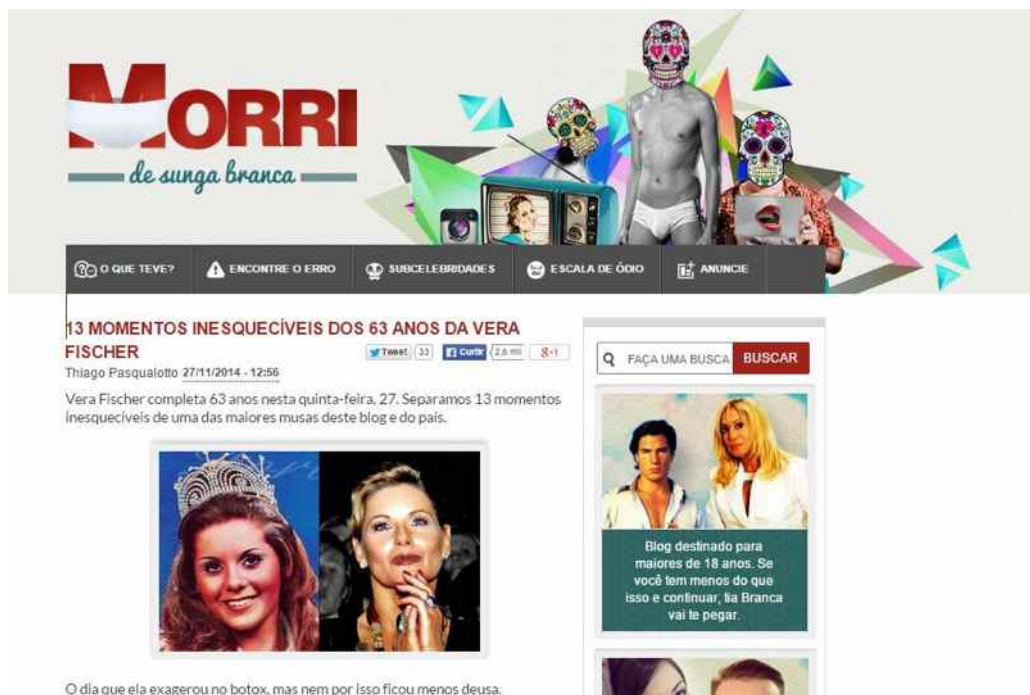 MORRI
de sunga branca
O QUE TEVE?
ENCONTRE O ERRO
SUBCELEBRIDADES
ESCALA DE ÓDIO
ANUNCIE
13 MOMENTOS INESQUECÍVEIS DOS 63 ANOS DA VERA
FISCHER
Tweet 33 Curtir 2,6 mil g+1
Thiago Pasqualotto 27/11/2014 - 12:56
Vera Fischer completa 63 anos nesta quinta-feira, 27. Separamos 13 momentos
inesquecíveis de uma das maiores musas deste blog e do país.
O dia que ela exagerou no botox, mas nem por isso ficou menos deusa.
FAÇA UMA BUSCA BUSCAR
Blog destinado para
maiores de 18 anos. Se
você tem menos do que
isso e continuar, tia Branca
vai te pegar.